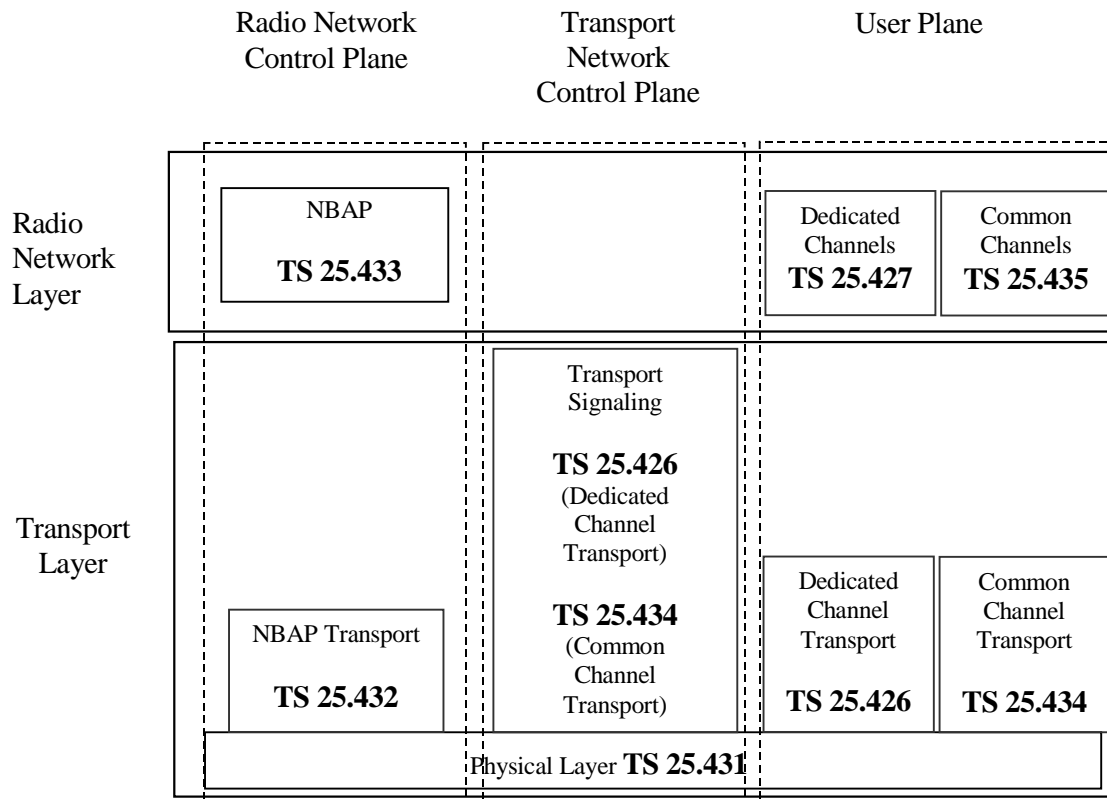 Radio Network
Control Plane
Transport
Network
Control Plane
User Plane
Radio
Network
Layer
NBAP
TS 25.433
Dedicated
Channels
TS 25.427
Common
Channels
TS 25.435
Transport
Layer
Transport
Signaling
TS 25.426
(Dedicated
Channel
Transport)
TS 25.434
(Common
Channel
Transport)
NBAP Transport
TS 25.432
Dedicated
Channel
Transport
TS 25.426
Common
Channel
Transport
TS 25.434
Physical Layer TS 25.431